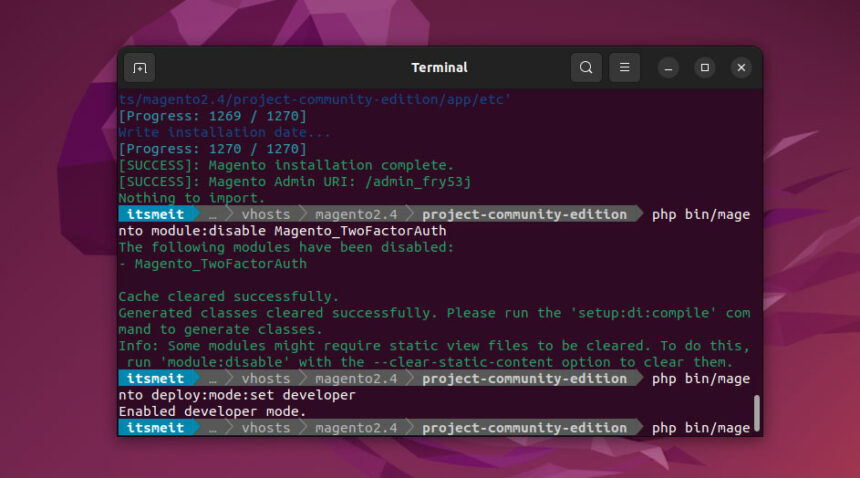 Terminal
ts/magento2.4/project-community-edition/app/etc'
[Progress: 1269 / 1270]
Write installation date...
[Progress: 1270 / 1270]
[SUCCESS]: Magento installation complete.
[SUCCESS]: Magento Admin URI: /admin_fry53j
Nothing to import.
itsmeit … vhosts magento2.4 project-community-edition php bin/mage
nto module:disable Magento_TwoFactorAuth
The following modules have been disabled:
- Magento_TwoFactorAuth
Cache cleared successfully.
Generated classes cleared successfully. Please run the 'setup:di:compile' com
mand to generate classes.
Info: Some modules might require static view files to be cleared. To do this,
run 'module:disable' with the --clear-static-content option to clear them.
itsmeit … vhosts magento2.4 project-community-edition php bin/mage
nto deploy:mode:set developer
Enabled developer mode.
itsmeit … vhosts magento2.4 project-community-edition php bin/mage